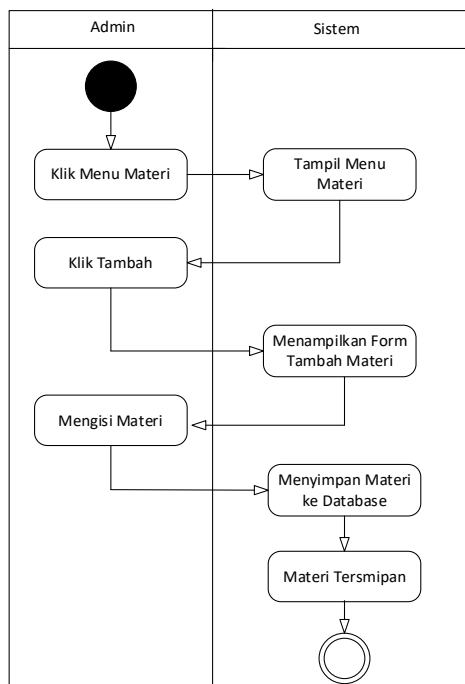 Admin
Sistem
Klik Menu Materi
Tampil Menu
Materi
Klik Tambah
Menampilkan Form
Tambah Materi
Mengisi Materi
Menyimpan Materi
ke Database
Materi Tersmipan